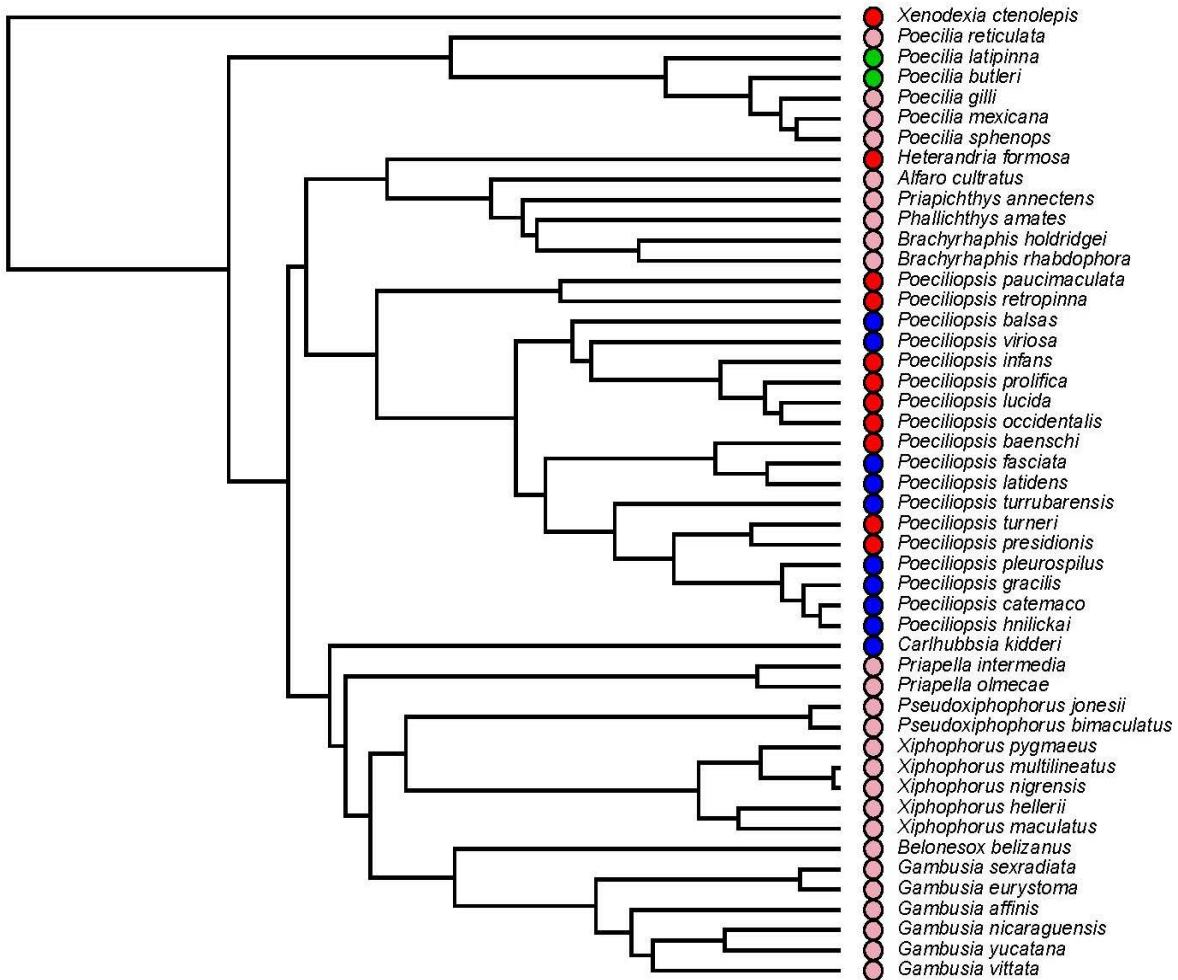 Xenodexia ctenolepis
Poecilia reticulata
Poecilia latipinna
Poecilia butleri
Poecilia gilli
Poecilia mexicana
Poecilia sphenops
Heterandria formosa
Alfaro cultratus
Priapichthys annectens
Phallichthys amates
Brachyrhaphis holdridgei
Brachyrhaphis rhabdophora
Poeciliopsis paucimaculata
Poeciliopsis retropinna
Poeciliopsis balsas
Poeciliopsis viriosa
Poeciliopsis infans
Poeciliopsis prolifica
Poeciliopsis lucida
Poeciliopsis occidentalis
Poeciliopsis baenschi
Poeciliopsis fasciata
Poeciliopsis latidens
Poeciliopsis turrubarensis
Poeciliopsis turneri
Poeciliopsis presidionis
Poeciliopsis pleurospilus
Poeciliopsis gracilis
Poeciliopsis catemaco
Poeciliopsis hnilickai
Carlhubbsia kidderi
Priapella intermedia
Priapella olmecae
Pseudoxiphophorus jonesii
Pseudoxiphophorus bimaculatus
Xiphophorus pygmaeus
Xiphophorus multilineatus
Xiphophorus nigrensis
Xiphophorus hellerii
Xiphophorus maculatus
Belonesox belizanus
Gambusia sexradiata
Gambusia eurystoma
Gambusia affinis
Gambusia nicaraguensis
Gambusia yucatana
Gambusia vittata